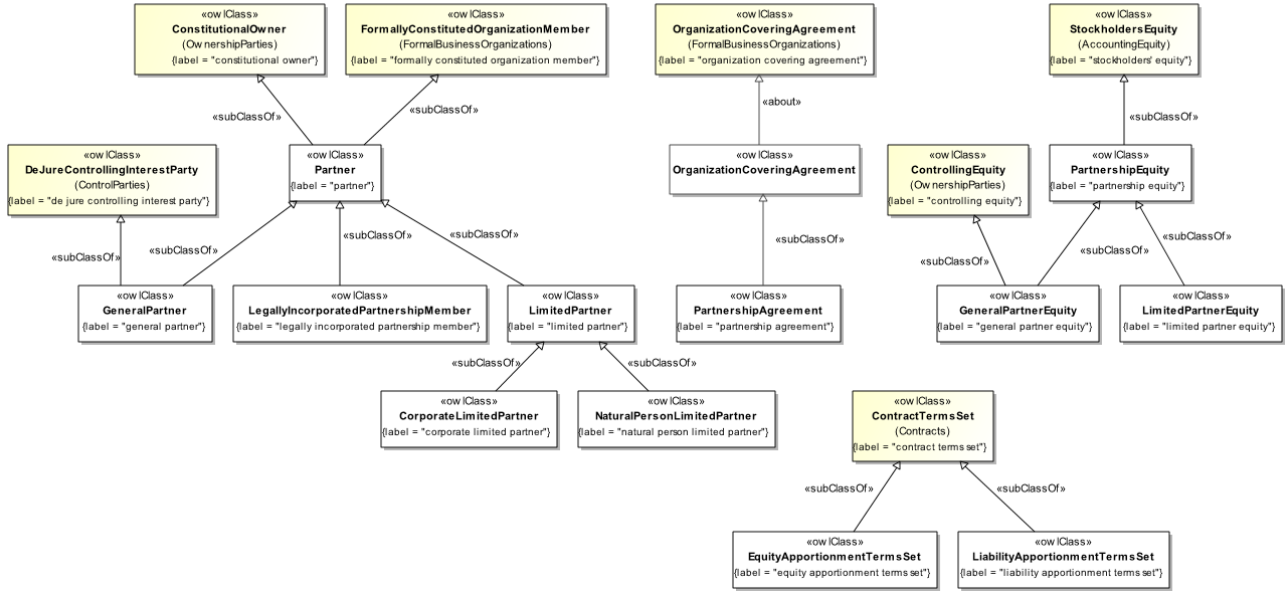 «owlClass»
ConstitutionalOwner
(OwnershipParties)
{label = "constitutional owner"}
«owlClass»
FormallyConstitutedOrganizationMember
(FormalBusinessOrganizations)
{label = "formally constituted organization member"}
«owlClass»
OrganizationCoveringAgreement
(FormalBusinessOrganizations)
{label = "organization covering agreement"}
«owlClass»
StockholdersEquity
(AccountingEquity)
{label = "stockholders' equity"}
«subClassOf»
«subClassOf»
«about»
«subClassOf»
«owlClass»
DeJureControllingInterestParty
(ControlParties)
{label = "de jure controlling interest party"}
«owlClass»
Partner
{label = "partner"}
«owlClass»
OrganizationCoveringAgreement
«owlClass»
ControllingEquity
(OwnershipParties)
{label = "controlling equity"}
«owlClass»
PartnershipEquity
{label = "partnership equity"}
«subClassOf»
«subClassOf»
«subClassOf»
«subClassOf»
«subClassOf»
«subClassOf»
«subClassOf»
«subClassOf»
«owlClass»
GeneralPartner
{label = "general partner"}
«owlClass»
LegallyIncorporatedPartnershipMember
{label = "legally incorporated partnership member"}
«owlClass»
LimitedPartner
{label = "limited partner"}
«owlClass»
PartnershipAgreement
{label = "partnership agreement"}
«owlClass»
GeneralPartnerEquity
{label = "general partner equity"}
«owlClass»
LimitedPartnerEquity
{label = "limited partner equity"}
«subClassOf»
«subClassOf»
«owlClass»
CorporateLimitedPartner
{label = "corporate limited partner"}
«owlClass»
NaturalPersonLimitedPartner
{label = "natural person limited partner"}
«owlClass»
ContractTermsSet
(Contracts)
{label = "contract terms set"}
«subClassOf»
«subClassOf»
«owlClass»
EquityApportionmentTermsSet
{label = "equity apportionment terms set"}
«owlClass»
LiabilityApportionmentTermsSet
{label = "liability apportionment terms set"}